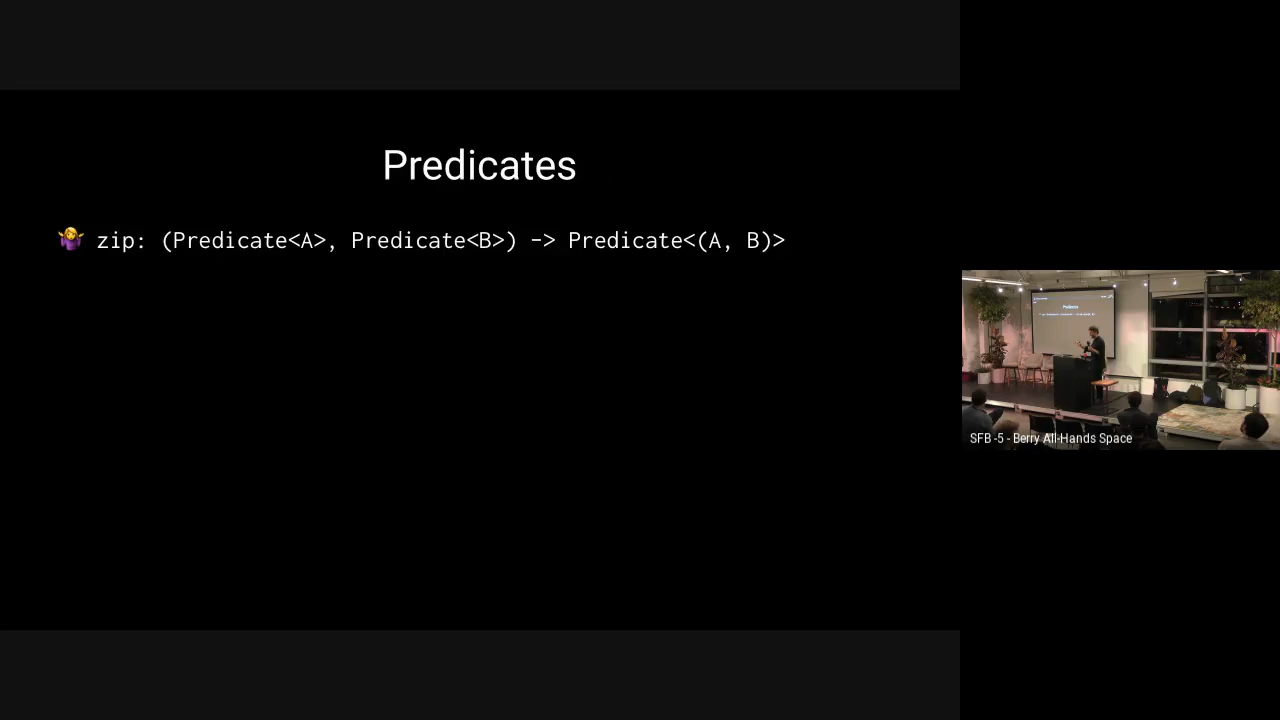 Predicates
🤷‍♀️ zip: (Predicate<A>, Predicate<B>) -> Predicate<(A, B)>
SFB -5 - Berry All-Hands Space